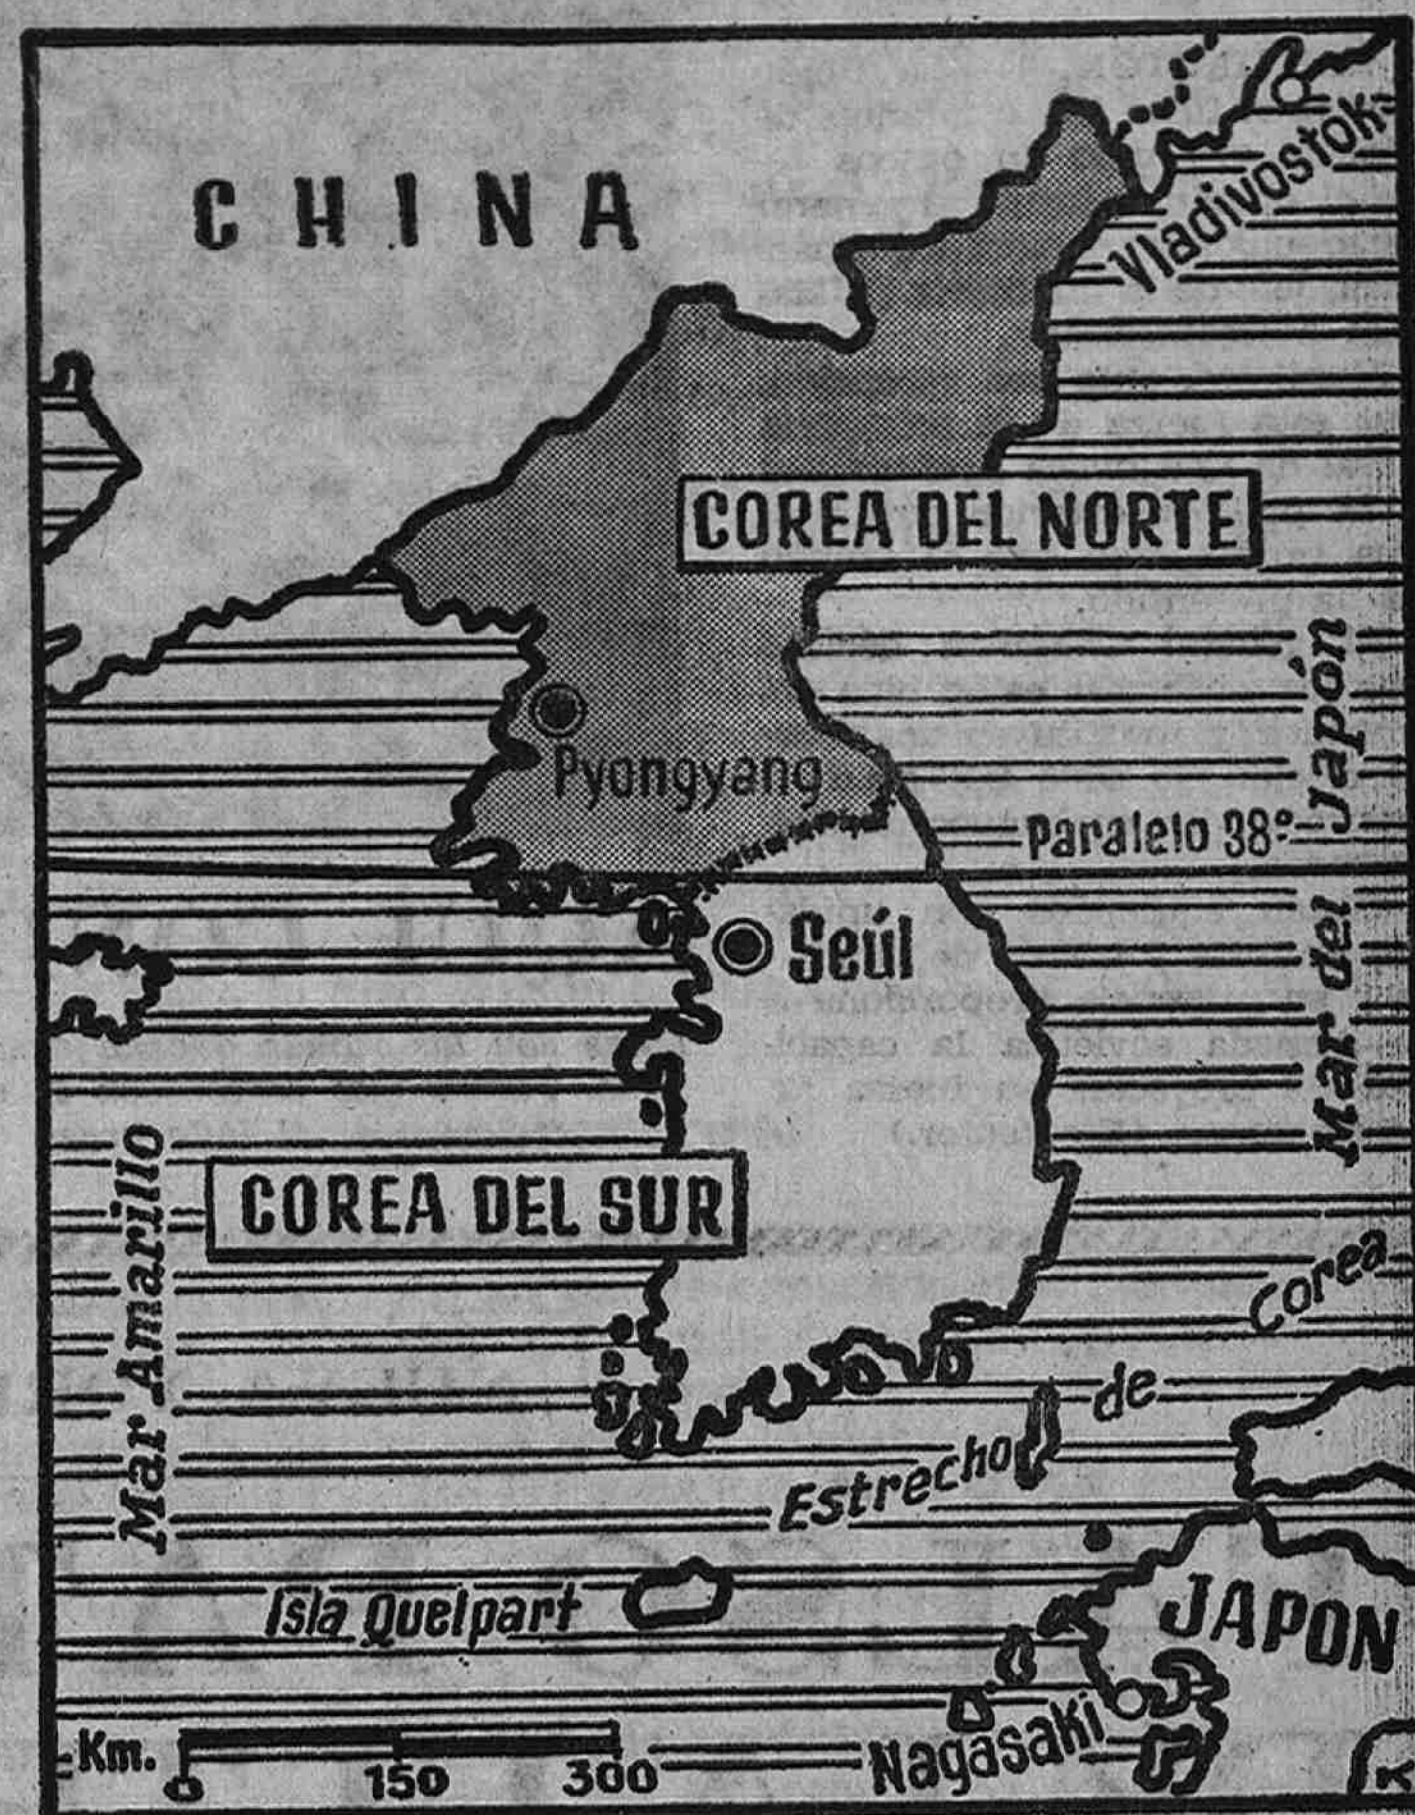 CHINA
Vladivostok
COREA DEL NORTE
Pyongyang
Paralelo 38º
Mar del Japón
Seúl
COREA DEL SUR
Mar Amarillo
Estrecho de Corea
Isla Quelpart
JAPON
Nagasaki
Km.
0 150 300